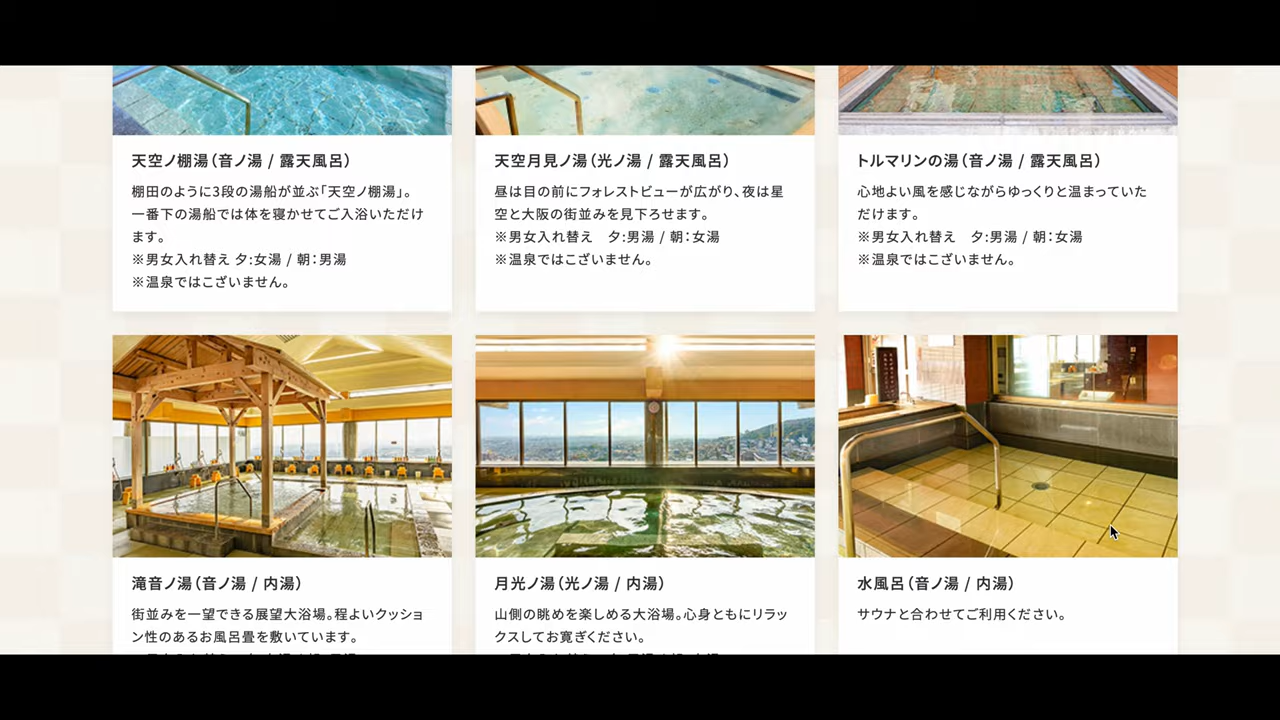 天空ノ棚湯（音ノ湯 / 露天風呂）
棚田のように3段の湯船が並ぶ「天空ノ棚湯」。
一番下の湯船では体を寝かせてご入浴いただけ
ます。
※男女入れ替え 夕:女湯 / 朝：男湯
※温泉ではこざいません。
天空月見ノ湯（光ノ湯 / 露天風呂）
昼は目の前にフォレストビューが広がり、夜は星
空と大阪の街並みを見下ろせます。
※男女入れ替え　夕:男湯 / 朝：女湯
※温泉ではこざいません。
トルマリンの湯（音ノ湯 / 露天風呂）
心地よい風を感じながらゆっくりと温まっていた
だけます。
※男女入れ替え　夕:男湯 / 朝：女湯
※温泉ではこざいません。
滝音ノ湯（音ノ湯 / 内湯）
街並みを一望できる展望大浴場。程よいクッショ
ン性のあるお風呂畳を敷いています。
月光ノ湯（光ノ湯 / 内湯）
山側の眺めを楽しめる大浴場。心身ともにリラッ
クスしてお寛ぎください。
水風呂（音ノ湯 / 内湯）
サウナと合わせてご利用ください。